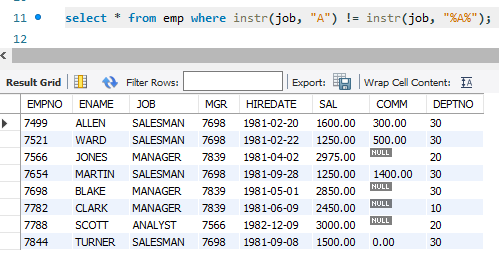 11 select * from emp where instr(job, "A") != instr(job, "%A%");
12
Result Grid Filter Rows: Export: Wrap Cell Content: IA
EMPNO ENAME JOB MGR HIREDATE SAL COMM DEPTNO
7499 ALLEN SALESMAN 7698 1981-02-20 1600.00 300.00 30
7521 WARD SALESMAN 7698 1981-02-22 1250.00 500.00 30
7566 JONES MANAGER 7839 1981-04-02 2975.00 NULL 20
7654 MARTIN SALESMAN 7698 1981-09-28 1250.00 1400.00 30
7698 BLAKE MANAGER 7839 1981-05-01 2850.00 NULL 30
7782 CLARK MANAGER 7839 1981-06-09 2450.00 NULL 10
7788 SCOTT ANALYST 7566 1982-12-09 3000.00 NULL 20
7844 TURNER SALESMAN 7698 1981-09-08 1500.00 0.00 30